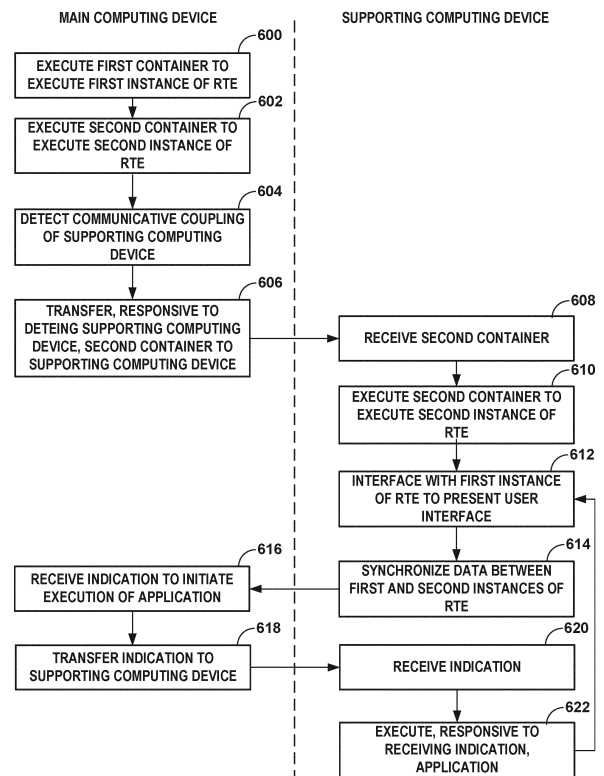 MAIN COMPUTING DEVICE
SUPPORTING COMPUTING DEVICE
600
EXECUTE FIRST CONTAINER TO
EXECUTE FIRST INSTANCE OF RTE
602
EXECUTE SECOND CONTAINER TO
EXECUTE SECOND INSTANCE OF
RTE
604
DETECT COMMUNICATIVE COUPLING
OF SUPPORTING COMPUTING
DEVICE
606
TRANSFER, RESPONSIVE TO
DETEING SUPPORTING COMPUTING
DEVICE, SECOND CONTAINER TO
SUPPORTING COMPUTING DEVICE
608
RECEIVE SECOND CONTAINER
610
EXECUTE SECOND CONTAINER TO
EXECUTE SECOND INSTANCE OF
RTE
612
INTERFACE WITH FIRST INSTANCE
OF RTE TO PRESENT USER
INTERFACE
614
SYNCHRONIZE DATA BETWEEN
FIRST AND SECOND INSTANCES OF
RTE
616
RECEIVE INDICATION TO INITIATE
EXECUTION OF APPLICATION
618
TRANSFER INDICATION TO
SUPPORTING COMPUTING DEVICE
620
RECEIVE INDICATION
622
EXECUTE, RESPONSIVE TO
RECEIVING INDICATION,
APPLICATION